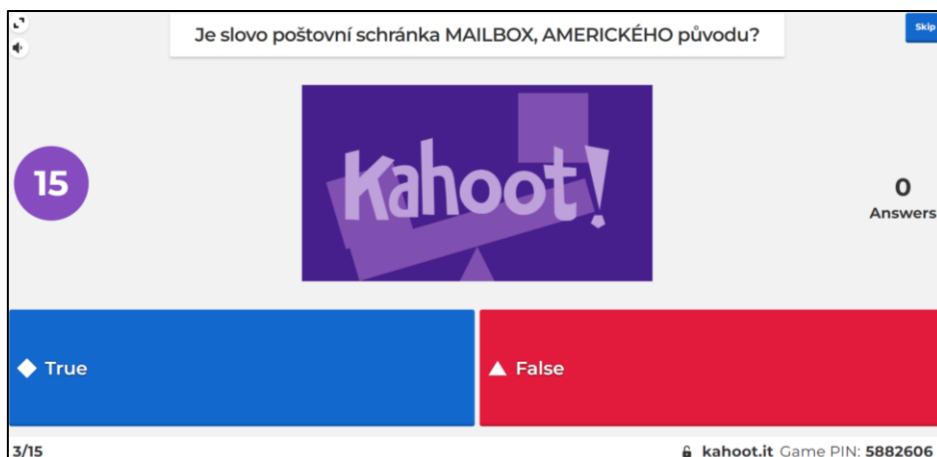 Je slovo poštovní schránka MAILBOX, AMERICKÉHO původu?
Skip
15
Kahoot!
0
Answers
True
False
3/15
kahoot.it Game PIN: 5882606